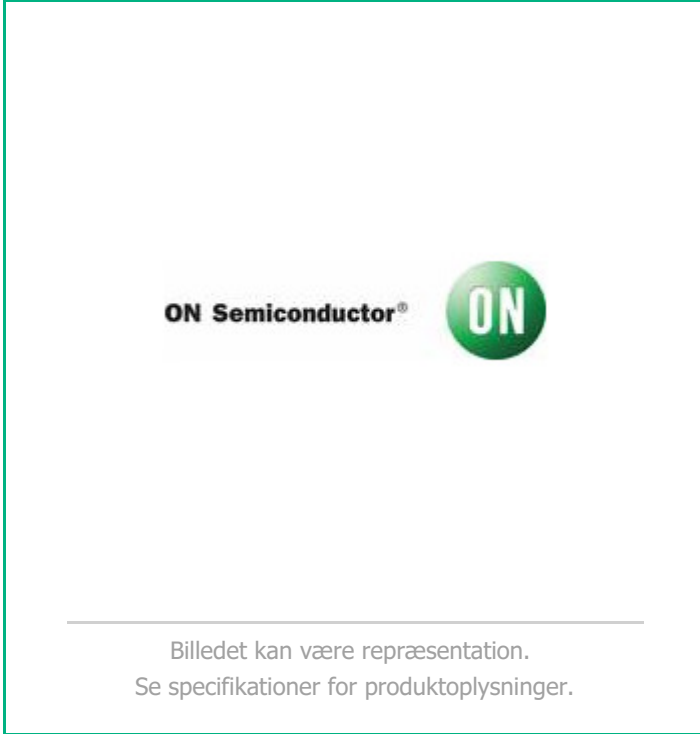 ON Semiconductor® ON
Billedet kan være repræsentation.
Se specifikationer for produktoplysninger.